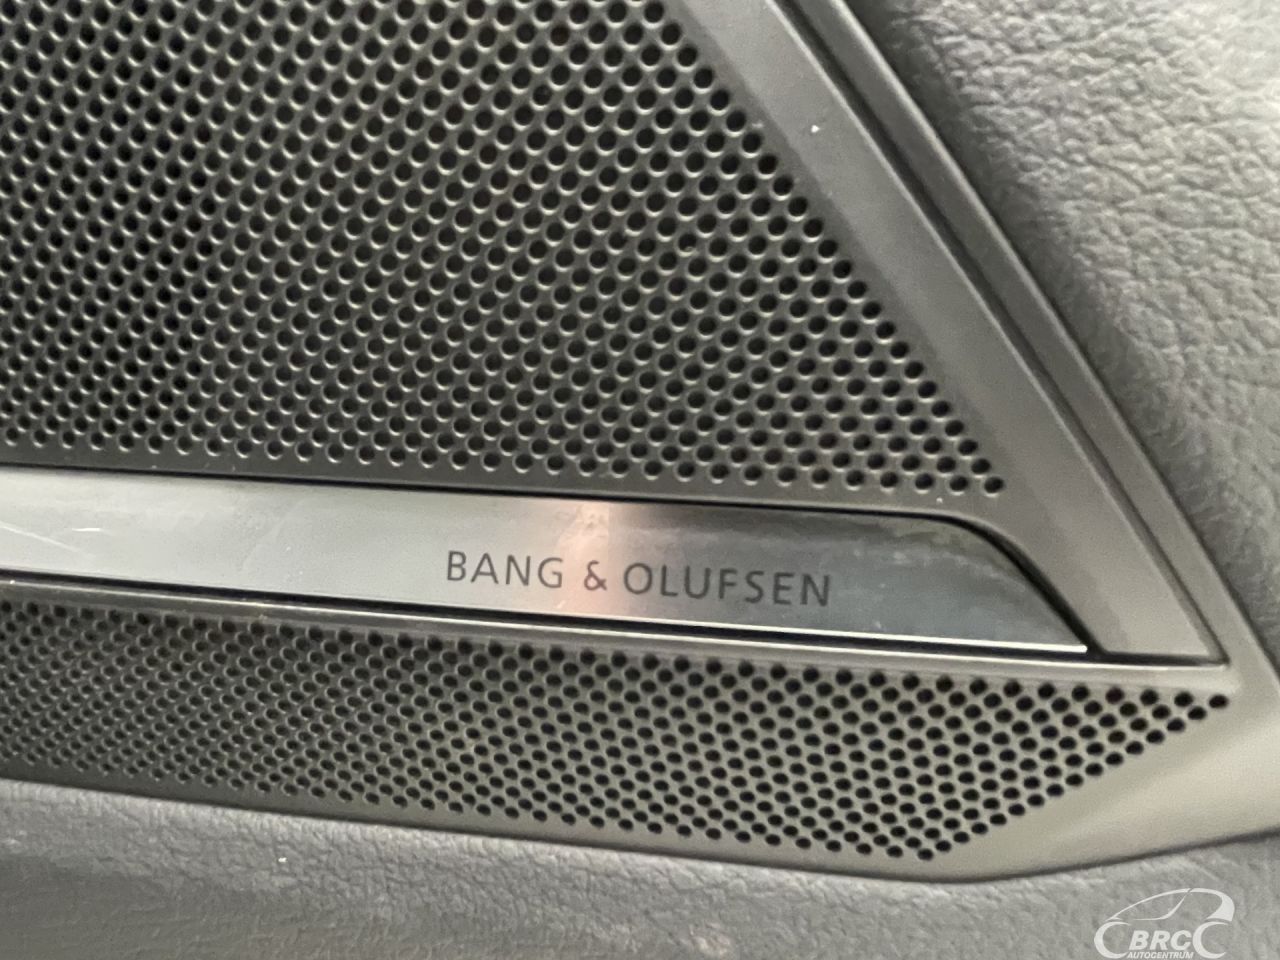 BANG & OLUFSEN
BRC
AUTOCENTRUM